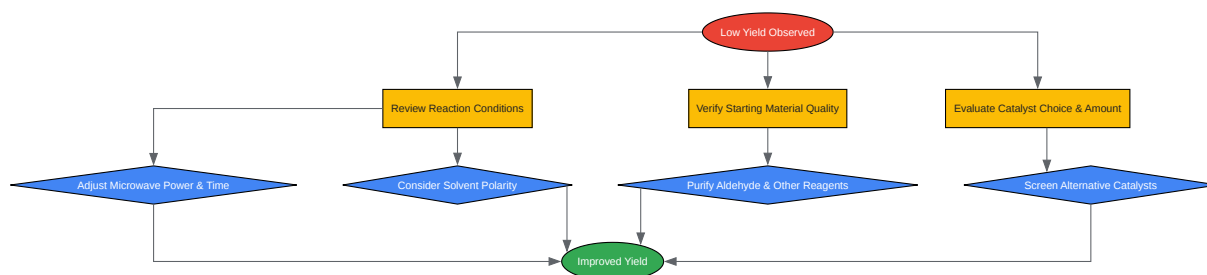 Low Yield Observed
Review Reaction Conditions
Verify Starting Material Quality
Evaluate Catalyst Choice & Amount
Adjust Microwave Power & Time
Consider Solvent Polarity
Purify Aldehyde & Other Reagents
Screen Alternative Catalysts
Improved Yield